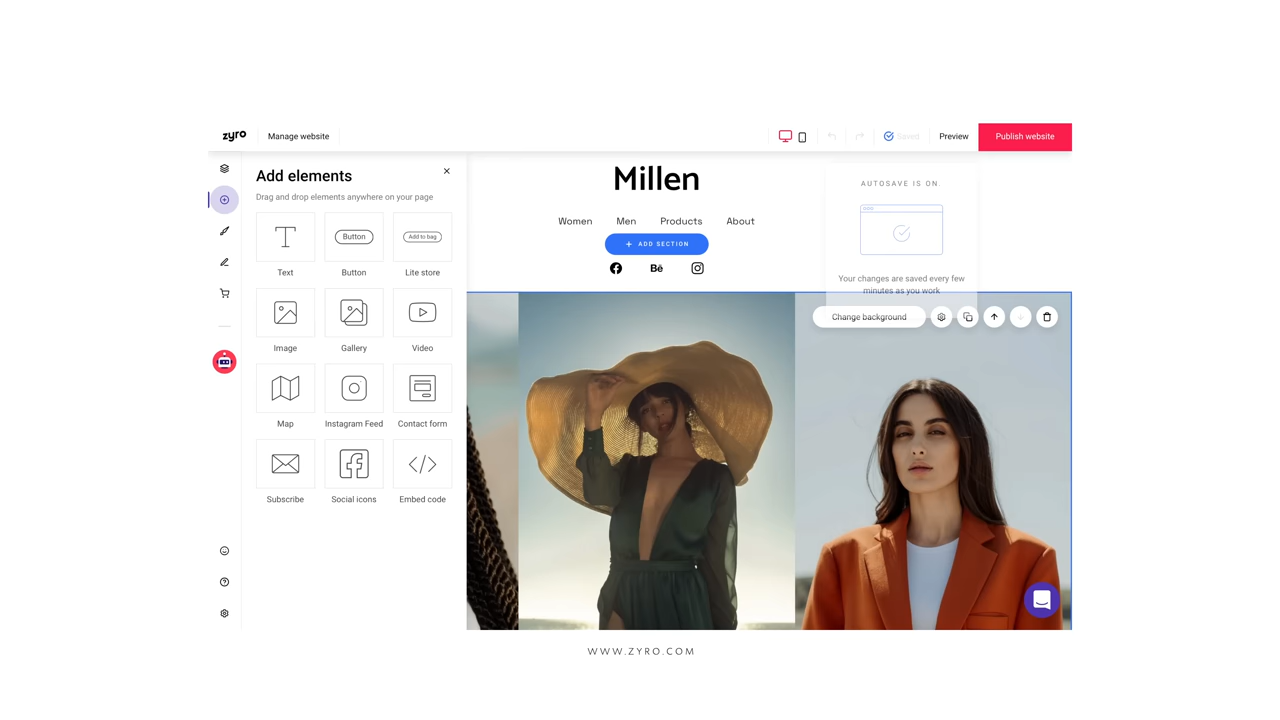 zyro
Manage website
Saved
Preview
Publish website
Add elements
Drag and drop elements anywhere on your page
Text
Button
Button
Add to bag
Lite store
Image
Gallery
Video
Map
Instagram Feed
Contact form
Subscribe
Social icons
Embed code
Millen
Women
Men
Products
About
+ ADD SECTION
Bē
AUTOSAVE IS ON.
Your changes are saved every few
minutes as you work
Change background
WWW.ZYRO.COM